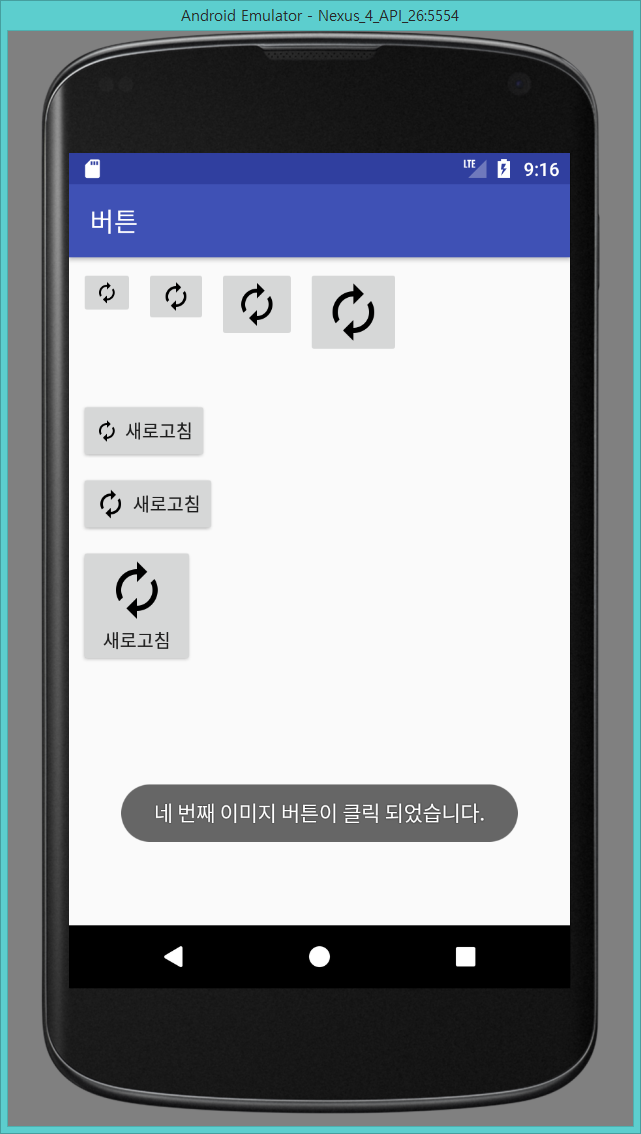 Android Emulator - Nexus_4_API_26:5554
LTE 9:16
버튼
새로고침
새로고침
새로고침
네 번째 이미지 버튼이 클릭 되었습니다.